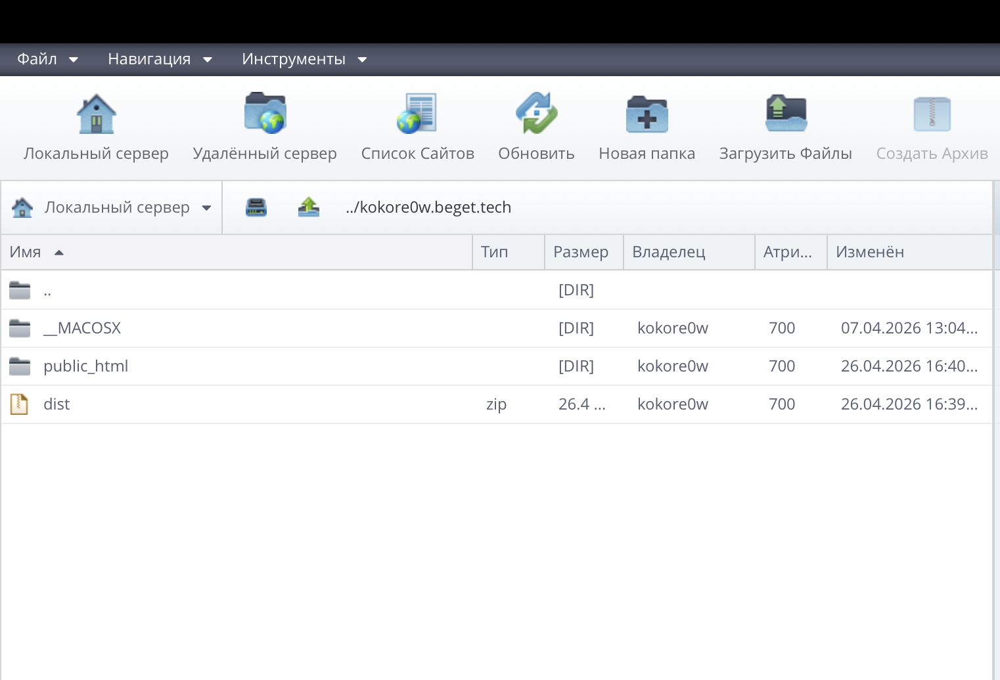 Файл Навигация Инструменты
Локальный сервер Удалённый сервер Список Сайтов Обновить Новая папка Загрузить Файлы Создать Архив
Локальный сервер ../kokore0w.beget.tech
Имя Тип Размер Владелец Атри... Изменён
.. [DIR]
__MACOSX [DIR] kokore0w 700 07.04.2026 13:04...
public_html [DIR] kokore0w 700 26.04.2026 16:40...
dist zip 26.4 ... kokore0w 700 26.04.2026 16:39...